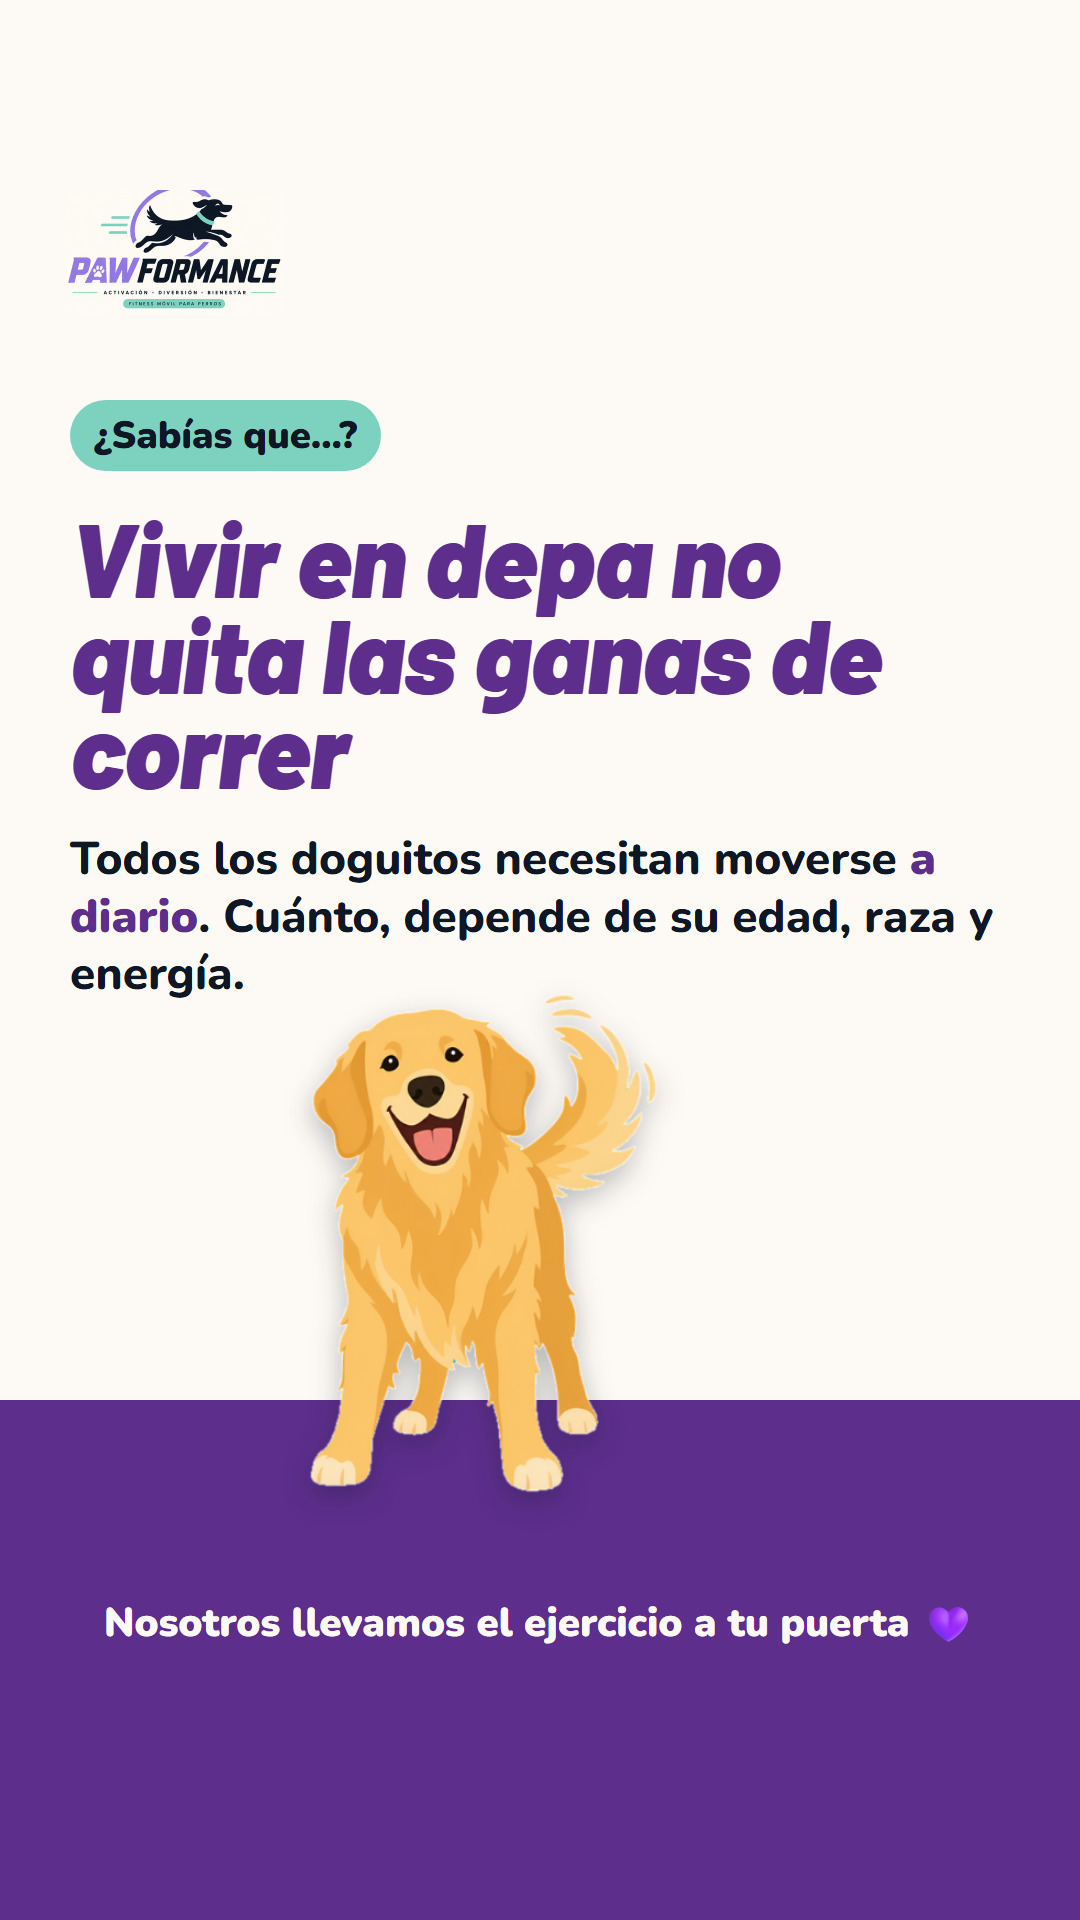 PAWFORMANCE
ACTIVACIÓN · DIVERSIÓN · BIENESTAR
FITNESS MÓVIL PARA PERROS
¿Sabías que...?
Vivir en depa no
quita las ganas de
correr
Todos los doguitos necesitan moverse a
diario. Cuánto, depende de su edad, raza y
energía.
Nosotros llevamos el ejercicio a tu puerta 💜